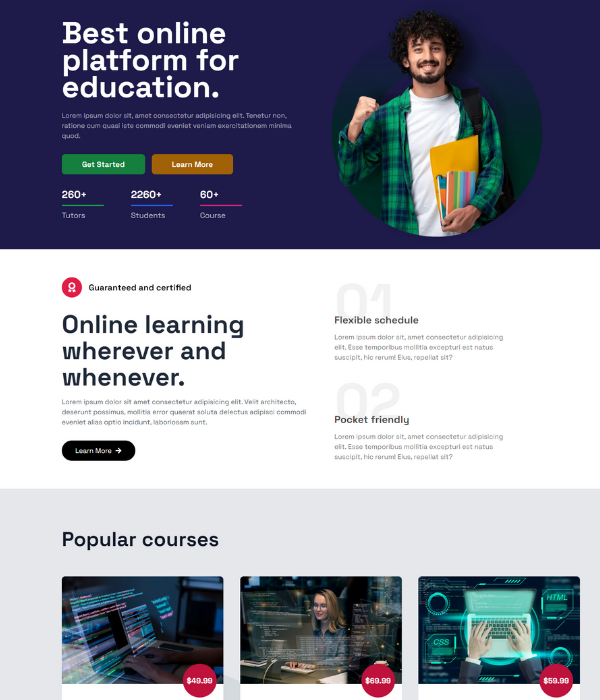 Best online
platform for
education.
Lorem ipsum dolor sit, amet consectetur adipisicing elit. Tenetur non,
ratione cum quasi iste commodi eveniet veniam exercitationem minima
quod.
Get Started
Learn More
260+
2260+
60+
Tutors
Students
Course
Guaranteed and certified
Online learning
wherever and
whenever.
Lorem ipsum dolor sit amet consectetur adipisicing elit. Velit architecto,
deserunt possimus, mollitia error quaerat soluta delectus adipisci commodi
eveniet alias optio incidunt, laboriosam sunt.
Learn More
01
Flexible schedule
Lorem ipsum dolor sit, amet consectetur adipisicing
elit. Esse temporibus mollitia excepturi est natus
suscipit, hic rerum! Eius, repellat sit?
02
Pocket friendly
Lorem ipsum dolor sit, amet consectetur adipisicing
elit. Esse temporibus mollitia excepturi est natus
suscipit, hic rerum! Eius, repellat sit?
Popular courses
HTML
CSS
$49.99
$69.99
$59.99